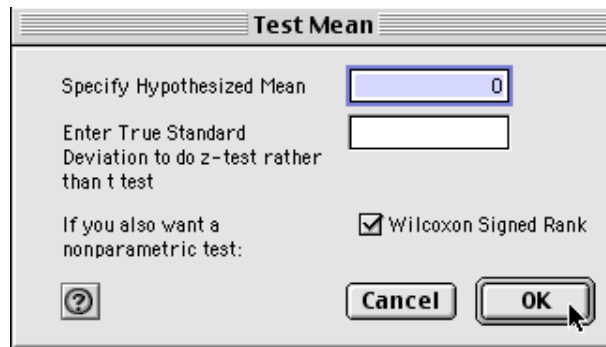 Test Mean
Specify Hypothesized Mean 0
Enter True Standard
Deviation to do z-test rather
than t test
If you also want a
nonparametric test:
Wilcoxon Signed Rank
?
Cancel OK